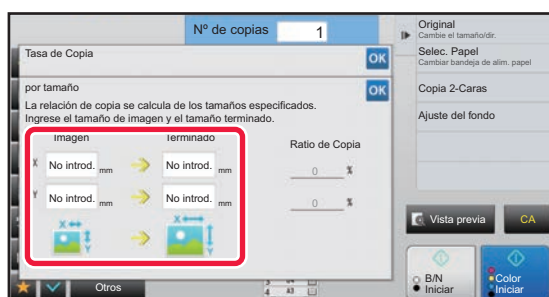 Nº de copias 1
Tasa de Copia OK
por tamaño OK
La relación de copia se calcula de los tamaños especificados.
Ingrese el tamaño de imagen y el tamaño terminado.
Imagen Terminado
Ratio de Copia
X No introd. mm No introd. mm 0 %
Y No introd. mm No introd. mm 0 %
X X
Y Y
Otros
4 A3
Original
Cambie el tamaño/dir.
Selec. Papel
Cambiar bandeja de alim. papel
Copia 2-Caras
Ajuste del fondo
Vista previa CA
B/N
Iniciar
Color
Iniciar